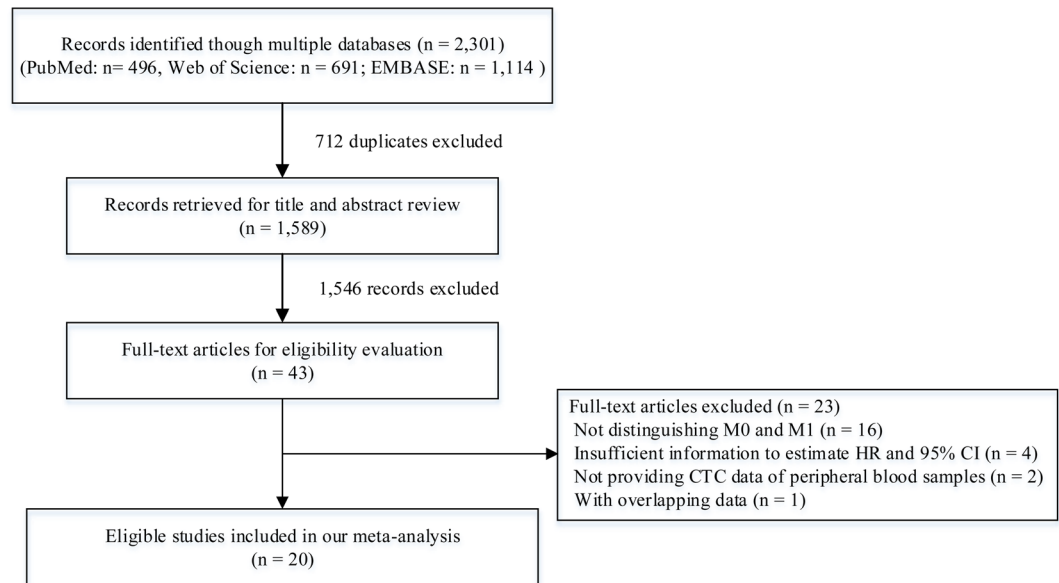 Records identified though multiple databases (n = 2,301)
(PubMed: n= 496, Web of Science: n = 691; EMBASE: n = 1,114 )
712 duplicates excluded
Records retrieved for title and abstract review
(n = 1,589)
1,546 records excluded
Full-text articles for eligibility evaluation
(n = 43)
Full-text articles excluded (n = 23)
Not distinguishing M0 and M1 (n = 16)
Insufficient information to estimate HR and 95% CI (n = 4)
Not providing CTC data of peripheral blood samples (n = 2)
With overlapping data (n = 1)
Eligible studies included in our meta-analysis
(n = 20)